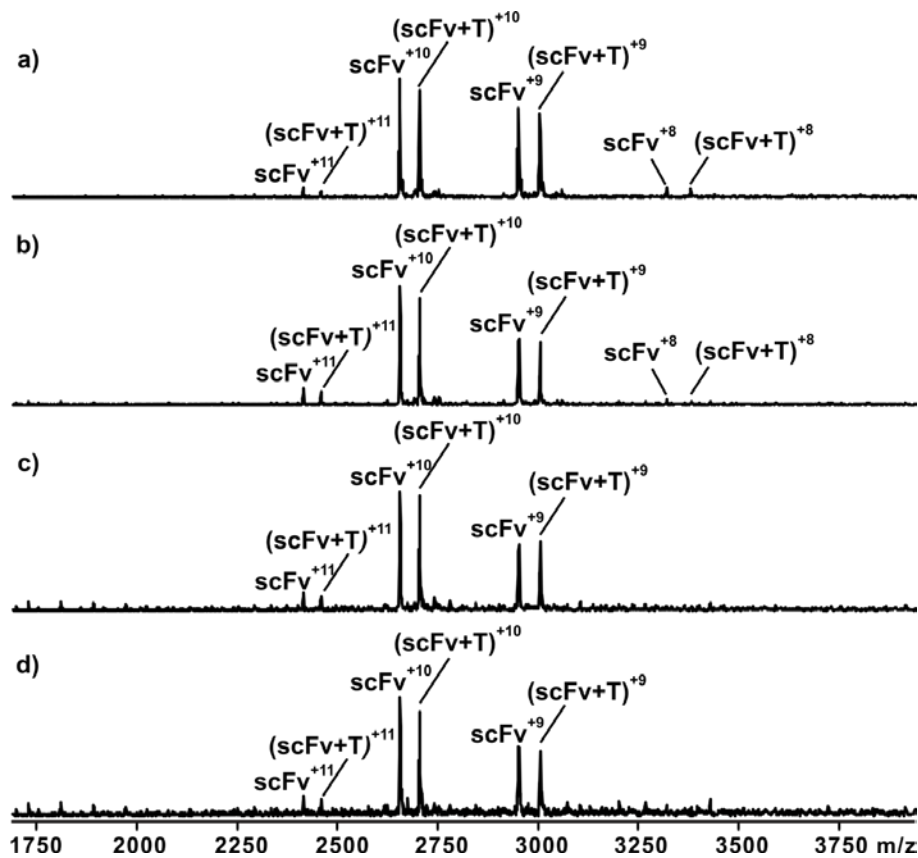 a)
(scFv+T)⁺¹⁰
scFv⁺¹⁰
(scFv+T)⁺⁹
scFv⁺⁹
(scFv+T)⁺¹¹
scFv⁺¹¹
scFv⁺⁸
(scFv+T)⁺⁸
b)
(scFv+T)⁺¹⁰
scFv⁺¹⁰
(scFv+T)⁺⁹
scFv⁺⁹
(scFv+T)⁺¹¹
scFv⁺¹¹
scFv⁺⁸
(scFv+T)⁺⁸
c)
(scFv+T)⁺¹⁰
scFv⁺¹⁰
(scFv+T)⁺⁹
scFv⁺⁹
(scFv+T)⁺¹¹
scFv⁺¹¹
d)
(scFv+T)⁺¹⁰
scFv⁺¹⁰
(scFv+T)⁺⁹
scFv⁺⁹
(scFv+T)⁺¹¹
scFv⁺¹¹
1750 2000 2250 2500 2750 3000 3250 3500 3750 m/z